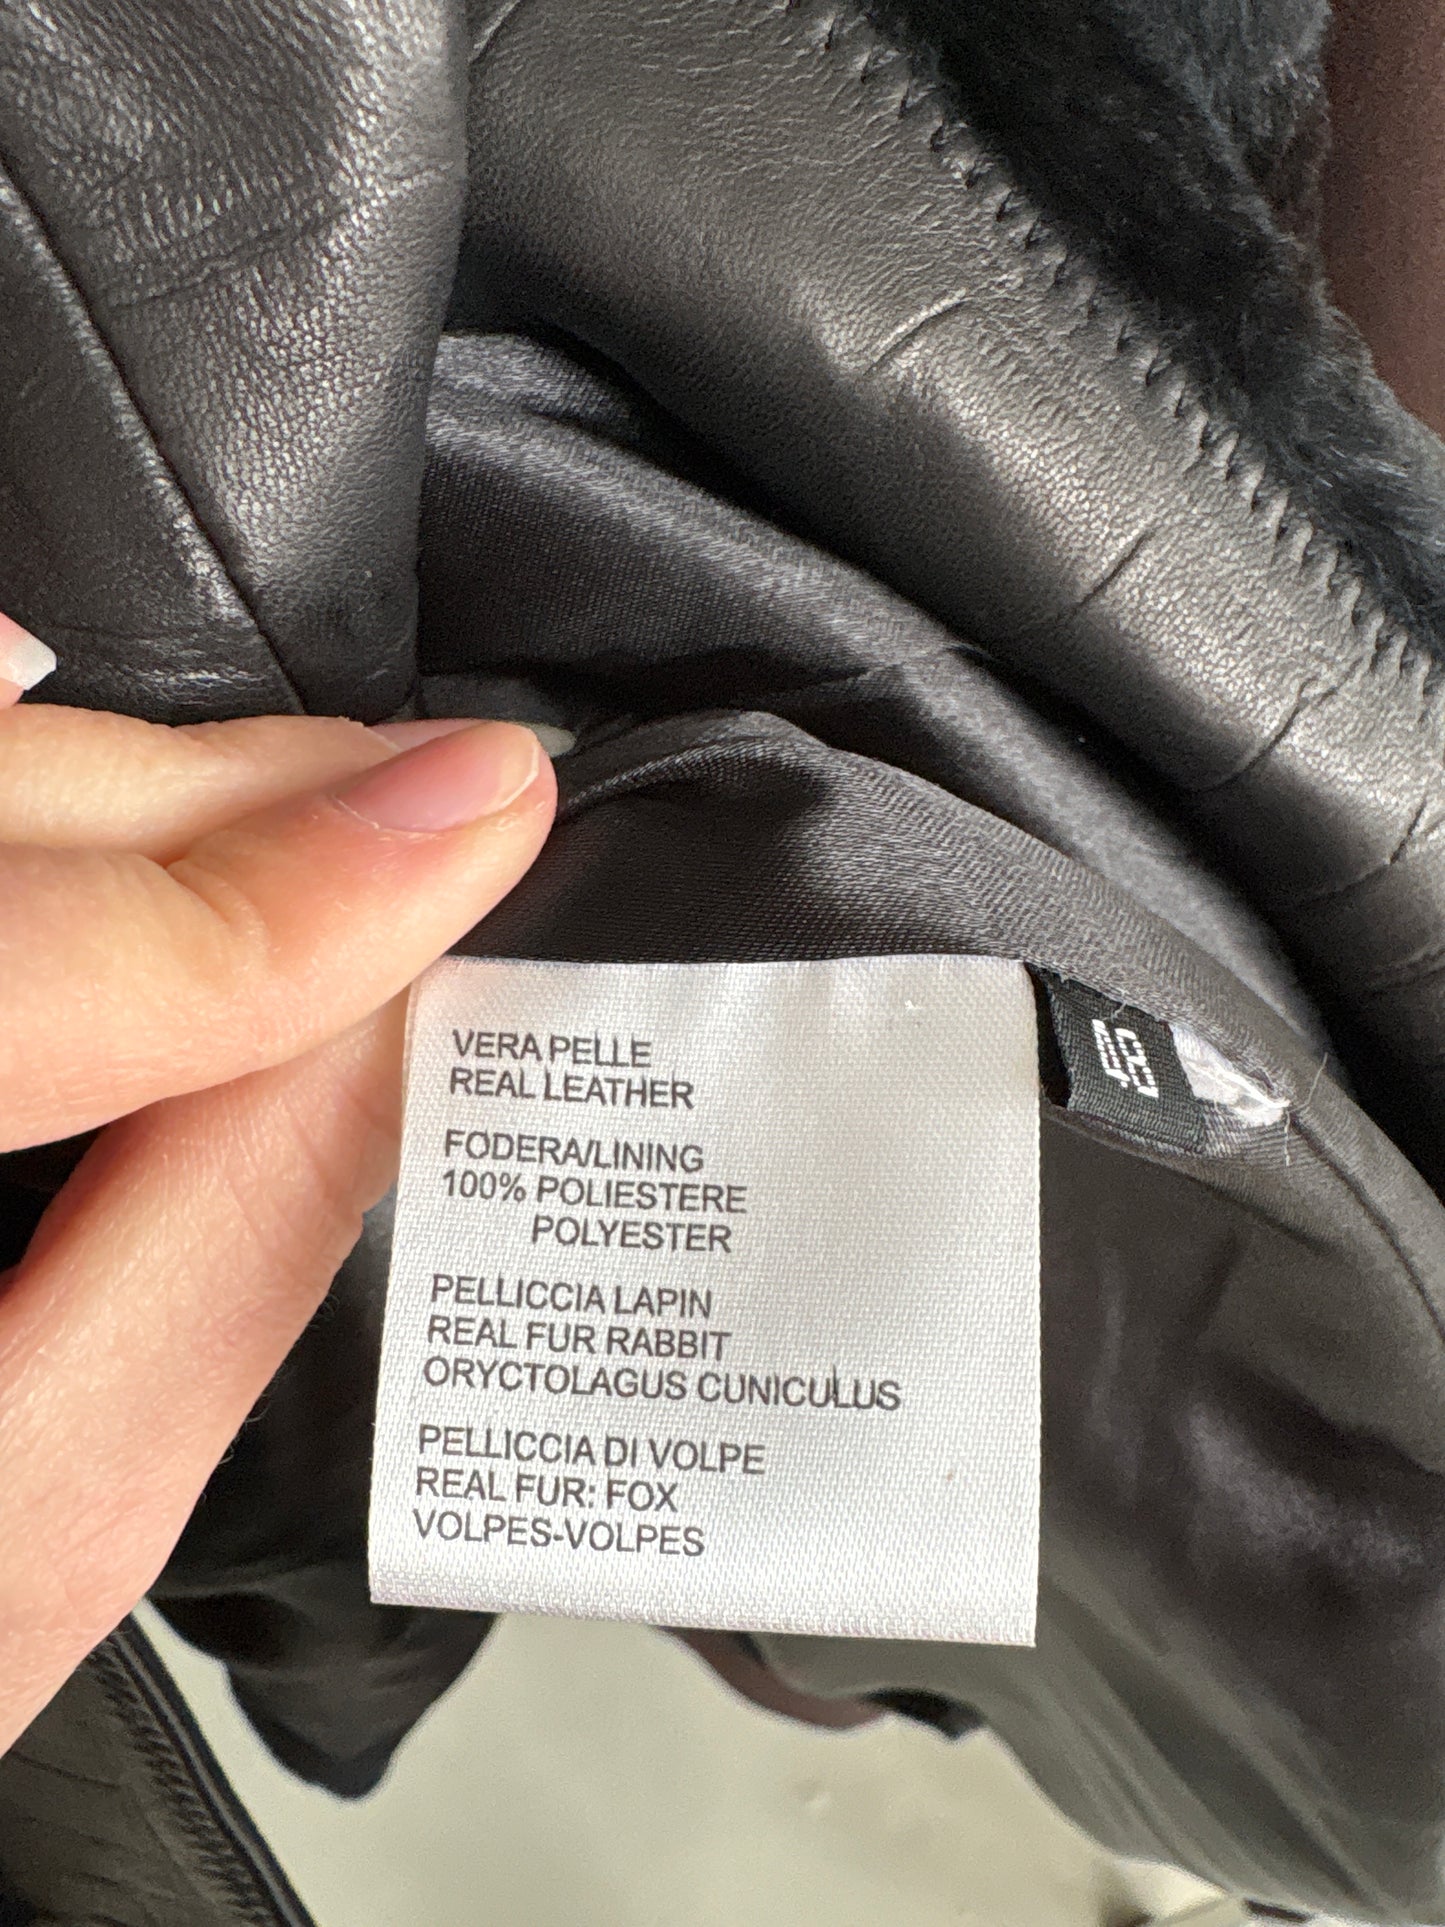 VERA PELLE
REAL LEATHER
FODERA/LINING
100% POLIESTERE
POLYESTER
PELLICCIA LAPIN
REAL FUR RABBIT
ORYCTOLAGUS CUNICULUS
PELLICCIA DI VOLPE
REAL FUR: FOX
VOLPES-VOLPES